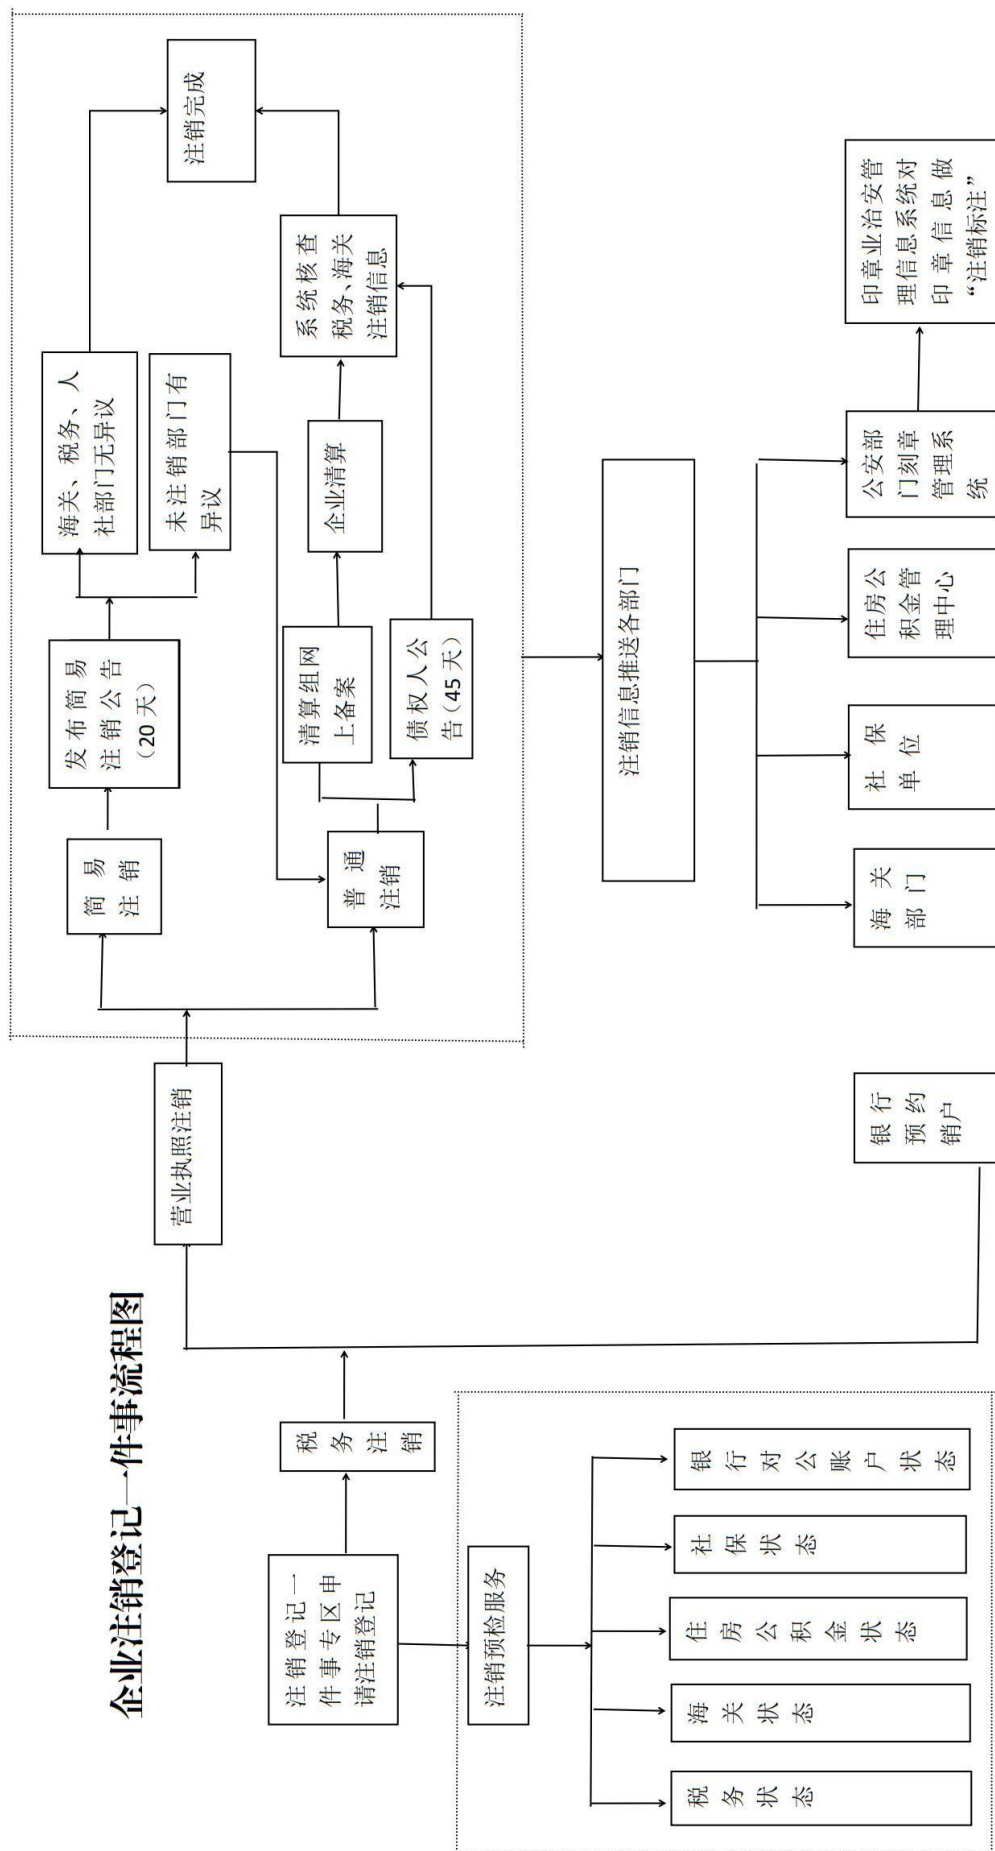 企业注销登记一件事流程图
注销登记一
件事专区申
请注销登记
税务注销
注销预检服务
税务状态
海关状态
住房公积金状态
社保状态
银行对公账户状态
营业执照注销
银行
预约
销户
简易
注销
发布简易
注销公告
（20 天）
海关、税务、人
社部门无异议
未注销部门有
异议
注销完成
普通
注销
清算组网
上备案
债权人公
告（45 天）
企业清算
系统核查
税务、海关
注销信息
注销信息推送各部门
海关
部门
社保
单位
住房公
积金管
理中心
公安部
门刻章
管理系
统
印章业治安管
理信息系统对
印章信息做
“注销标注”